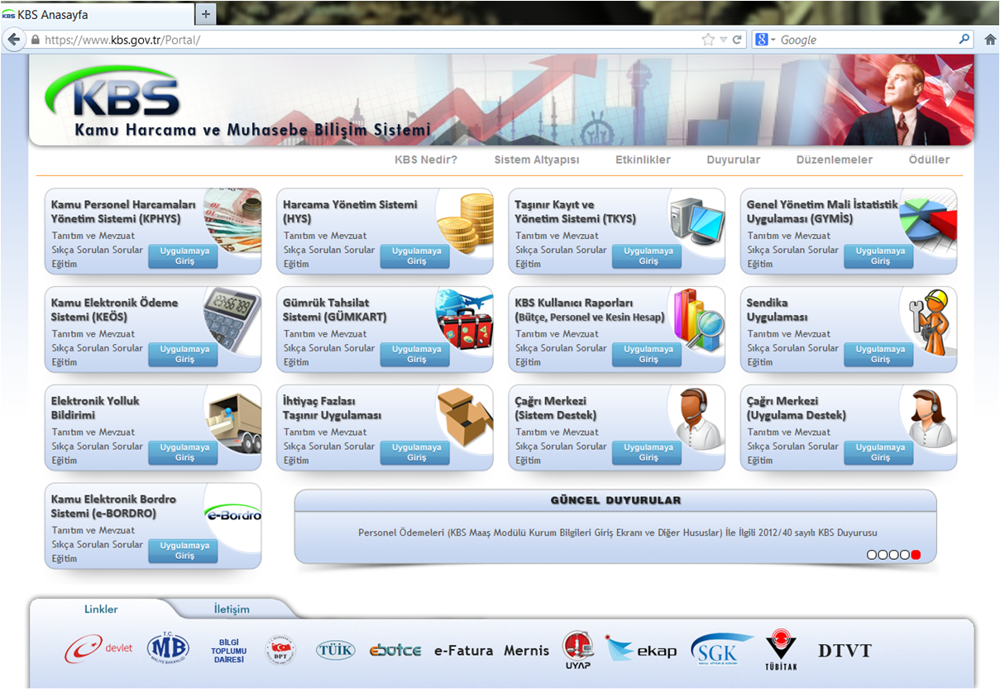 KBS KBS Anasayfa
+
https://www.kbs.gov.tr/Portal/
8 Google
KBS
Kamu Harcama ve Muhasebe Bilişim Sistemi
KBS Nedir? Sistem Altyapısı Etkinlikler Duyurular Düzenlemeler Ödüller
Kamu Personel Harcamaları
Yönetim Sistemi (KPHYS)
Tanıtım ve Mevzuat
Sıkça Sorulan Sorular
Eğitim
Uygulamaya
Giriş
Harcama Yönetim Sistemi
(HYS)
Tanıtım ve Mevzuat
Sıkça Sorulan Sorular
Eğitim
Uygulamaya
Giriş
Taşınır Kayıt ve
Yönetim Sistemi (TKYS)
Tanıtım ve Mevzuat
Sıkça Sorulan Sorular
Eğitim
Uygulamaya
Giriş
Genel Yönetim Mali İstatistik
Uygulaması (GYMİS)
Tanıtım ve Mevzuat
Sıkça Sorulan Sorular
Eğitim
Uygulamaya
Giriş
Kamu Elektronik Ödeme
Sistemi (KEÖS)
Tanıtım ve Mevzuat
Sıkça Sorulan Sorular
Eğitim
Uygulamaya
Giriş
Gümrük Tahsilat
Sistemi (GÜMKART)
Tanıtım ve Mevzuat
Sıkça Sorulan Sorular
Eğitim
Uygulamaya
Giriş
KBS Kullanıcı Raporları
(Bütçe, Personel ve Kesin Hesap)
Tanıtım ve Mevzuat
Sıkça Sorulan Sorular
Eğitim
Uygulamaya
Giriş
Sendika
Uygulaması
Tanıtım ve Mevzuat
Sıkça Sorulan Sorular
Eğitim
Uygulamaya
Giriş
Elektronik Yolluk
Bildirimi
Tanıtım ve Mevzuat
Sıkça Sorulan Sorular
Eğitim
Uygulamaya
Giriş
İhtiyaç Fazlası
Taşınır Uygulaması
Tanıtım ve Mevzuat
Sıkça Sorulan Sorular
Eğitim
Uygulamaya
Giriş
Çağrı Merkezi
(Sistem Destek)
Tanıtım ve Mevzuat
Sıkça Sorulan Sorular
Eğitim
Uygulamaya
Giriş
Çağrı Merkezi
(Uygulama Destek)
Tanıtım ve Mevzuat
Sıkça Sorulan Sorular
Eğitim
Uygulamaya
Giriş
Kamu Elektronik Bordro
Sistemi (e-BORDRO)
Tanıtım ve Mevzuat
Sıkça Sorulan Sorular
Eğitim
Uygulamaya
Giriş
e-Bordro
GÜNCEL DUYURULAR
Personel Ödemeleri (KBS Maaş Modülü Kurum Bilgileri Giriş Ekranı ve Diğer Hususlar) İle İlgili 2012/40 sayılı KBS Duyurusu
Linkler İletişim
devlet
T.C.
MB
MALİYE BAKANLIĞI
BİLGİ
TOPLUMU
DAİRESİ
DPT
TÜİK
ebütçe
e-Fatura
Mernis
UYAP
ekap
SGK
TÜBİTAK
DTVT